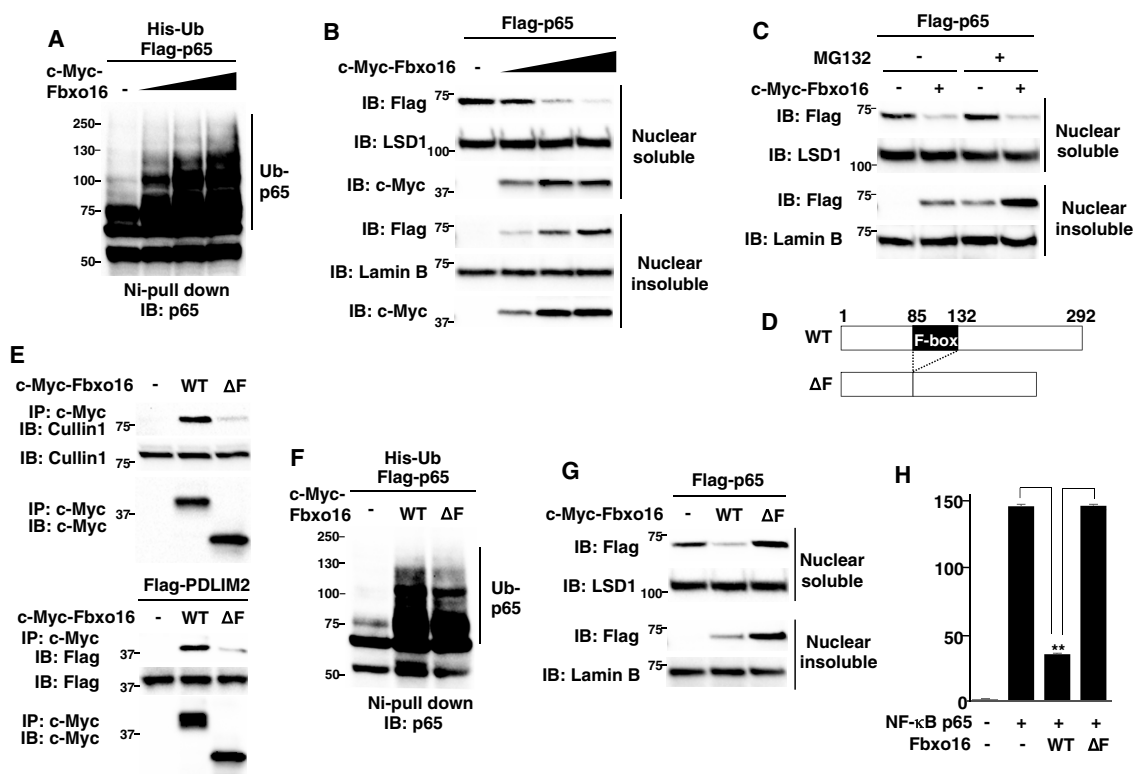 A
His-Ub
Flag-p65
c-Myc-
Fbxo16
-
250-
130-
100-
75-
50-
Ub-
p65
Ni-pull down
IB: p65
B
Flag-p65
c-Myc-Fbxo16
-
IB: Flag
75-
IB: LSD1
100-
IB: c-Myc
37-
Nuclear
soluble
IB: Flag
75-
IB: Lamin B
IB: c-Myc
37-
Nuclear
insoluble
C
Flag-p65
MG132 - +
c-Myc-Fbxo16 - + - +
IB: Flag
75-
IB: LSD1
100-
Nuclear
soluble
IB: Flag
75-
IB: Lamin B
75-
Nuclear
insoluble
D
1 85 132 292
WT F-box
ΔF
E
c-Myc-Fbxo16 - WT ΔF
IP: c-Myc
IB: Cullin1
75-
IB: Cullin1
75-
IP: c-Myc
IB: c-Myc
37-
Flag-PDLIM2
c-Myc-Fbxo16 - WT ΔF
IP: c-Myc
IB: Flag
37-
IB: Flag
37-
IP: c-Myc
IB: c-Myc
37-
F
His-Ub
Flag-p65
c-Myc-
Fbxo16 - WT ΔF
250-
130-
100-
75-
50-
Ub-
p65
Ni-pull down
IB: p65
G
Flag-p65
c-Myc-Fbxo16 - WT ΔF
IB: Flag
75-
IB: LSD1
100-
Nuclear
soluble
IB: Flag
75-
IB: Lamin B
75-
Nuclear
insoluble
H
150
100
50
0
**
NF-κB p65 - + + +
Fbxo16 - - WT ΔF